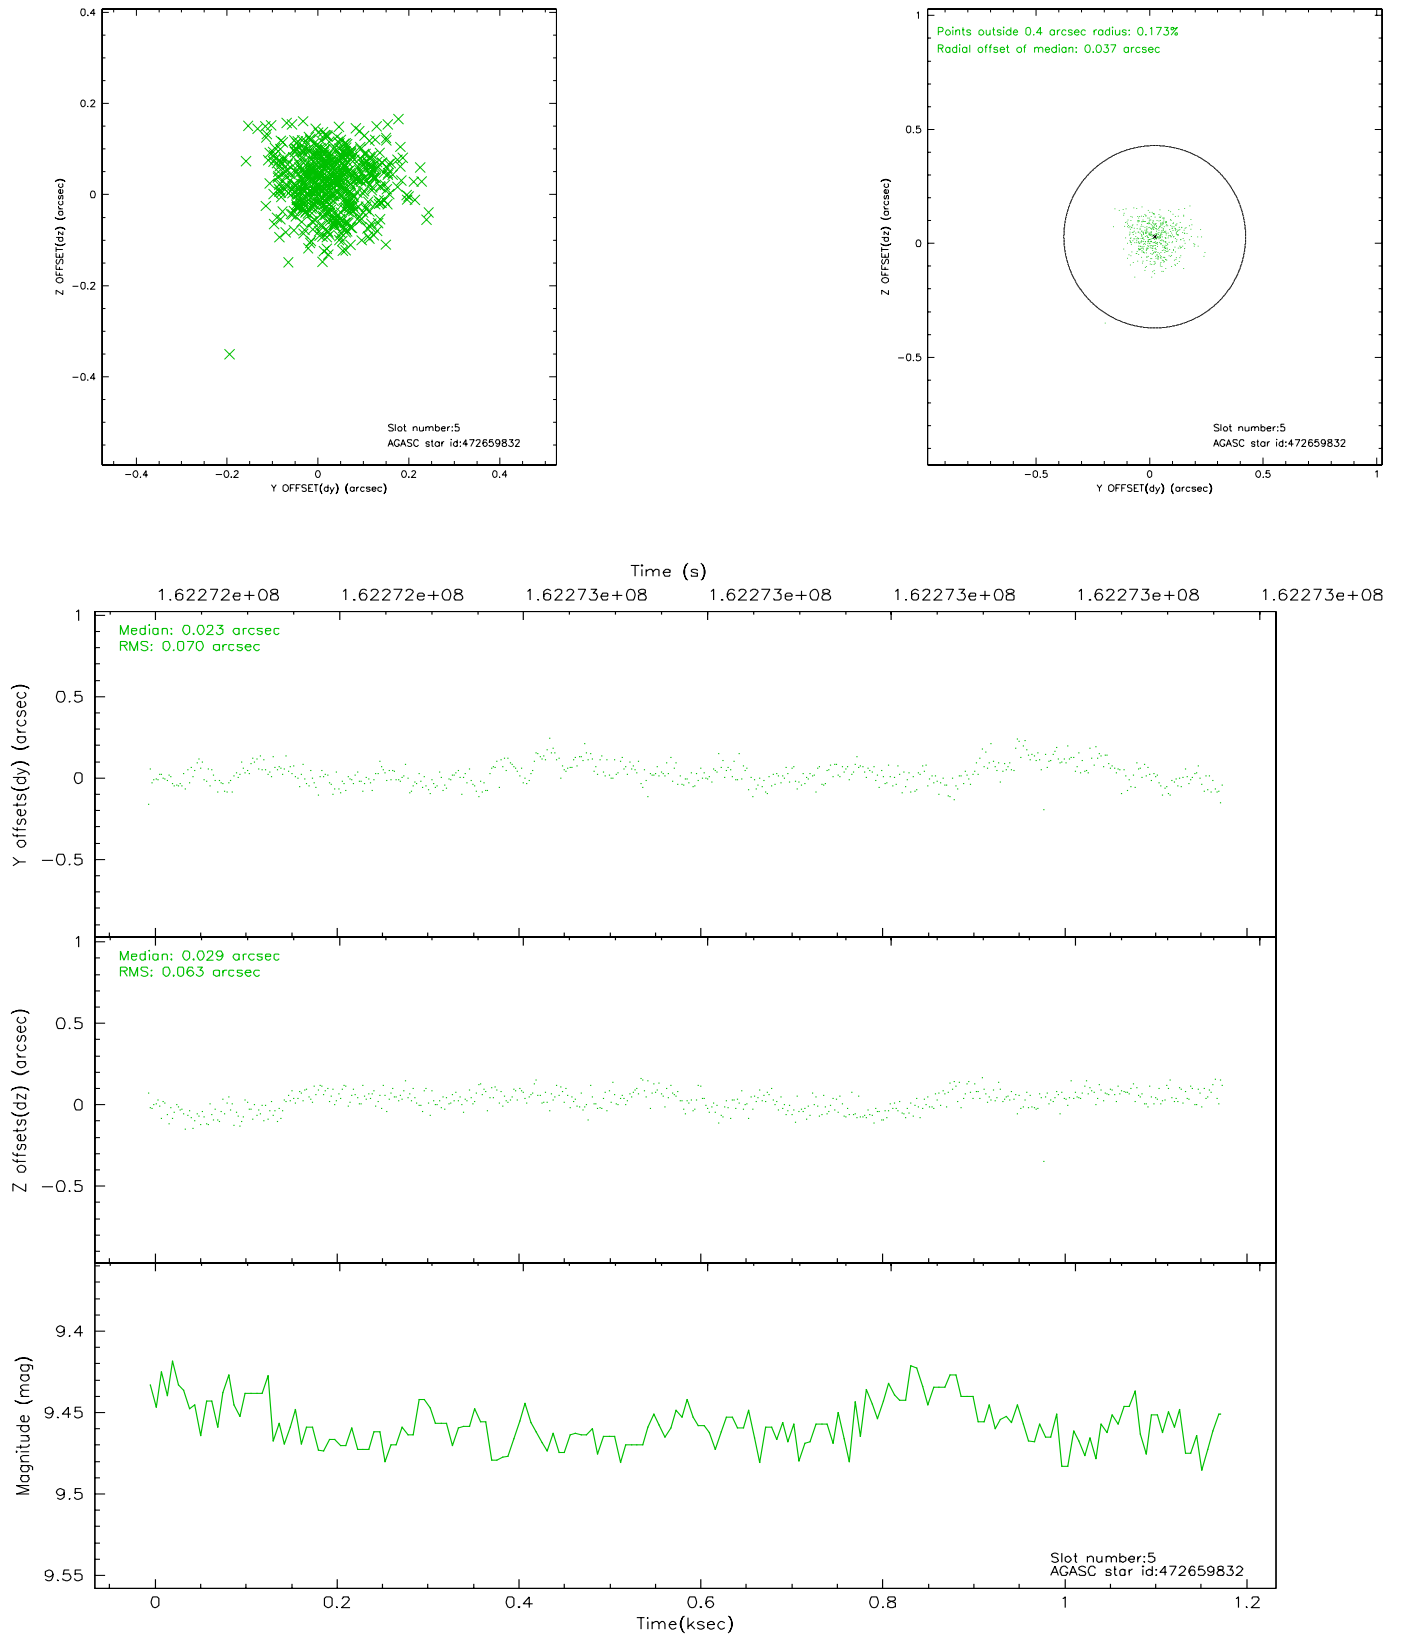 0.4
0.2
0
−0.2
−0.4
Z OFFSET(dz) (arcsec)
−0.4 −0.2 0 0.2 0.4
Y OFFSET(dy) (arcsec)
Slot number:5
AGASC star id:472659832
Points outside 0.4 arcsec radius: 0.173%
Radial offset of median: 0.037 arcsec
1
0.5
0
−0.5
Z OFFSET(dz) (arcsec)
−0.5 0 0.5 1
Y OFFSET(dy) (arcsec)
Slot number:5
AGASC star id:472659832
Time (s)
1.62272e+08 1.62272e+08 1.62273e+08 1.62273e+08 1.62273e+08 1.62273e+08 1.62273e+08
Median: 0.023 arcsec
RMS: 0.070 arcsec
1
0.5
0
−0.5
Y offsets(dy) (arcsec)
Median: 0.029 arcsec
RMS: 0.063 arcsec
1
0.5
0
−0.5
Z offsets(dz) (arcsec)
9.4
9.45
9.5
9.55
Magnitude (mag)
Slot number:5
AGASC star id:472659832
0 0.2 0.4 0.6 0.8 1 1.2
Time(ksec)